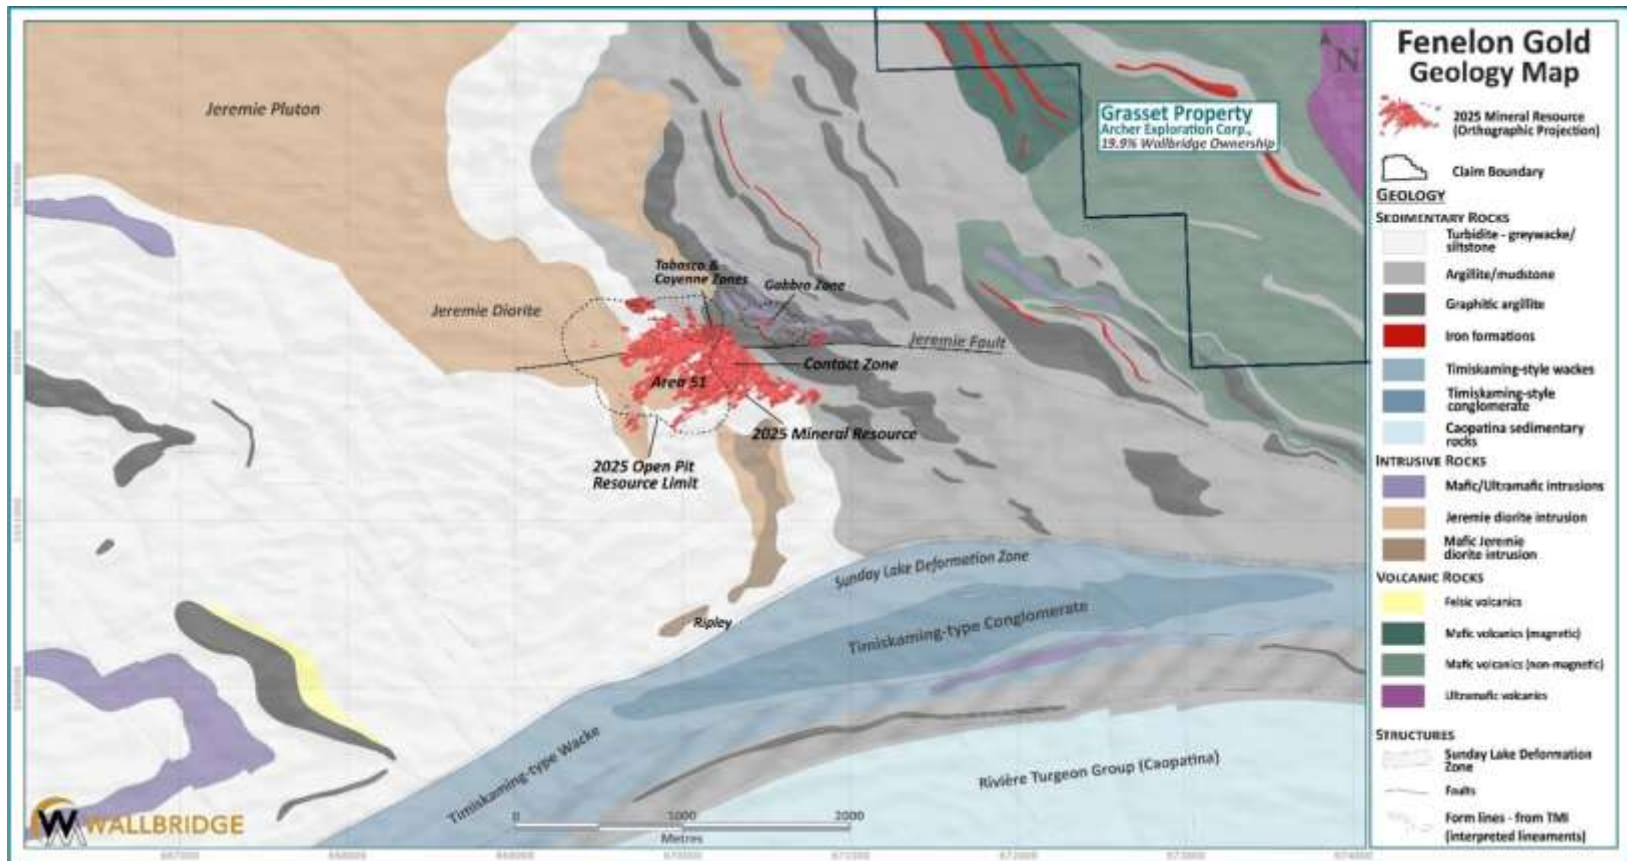 Fenelon Gold
Geology Map
2025 Mineral Resource
(Orthographic Projection)
Claim Boundary
GEOLOGY
SEDIMENTARY ROCKS
Turbidite - greywacke/
siltstone
Argillite/mudstone
Graphitic argillite
Iron formations
Timiskaming-style wackes
Timiskaming-style
conglomerate
Caopatina sedimentary
rocks
INTRUSIVE ROCKS
Mafic/Ultramafic intrusions
Jeremie diorite intrusion
Mafic Jeremie
diorite intrusion
VOLCANIC ROCKS
Felsic volcanics
Mafic volcanics (magnetic)
Mafic volcanics (non-magnetic)
Ultramafic volcanics
STRUCTURES
Sunday Lake Deformation
Zone
Faults
Form lines - from TMI
(interpreted lineaments)
N
Jeremie Pluton
Grasset Property
Archer Exploration Corp.,
19.9% Wallbridge Ownership
Tabasco &
Cayenne Zones
Gabbro Zone
Jeremie Diorite
Jeremie Fault
Contact Zone
Area 51
2025 Mineral Resource
2025 Open Pit
Resource Limit
Sunday Lake Deformation Zone
Timiskaming-type Conglomerate
Ripley
Timiskaming-type Wacke
Rivière Turgeon Group (Caopatina)
WALLBRIDGE
0 1000 2000
Metres